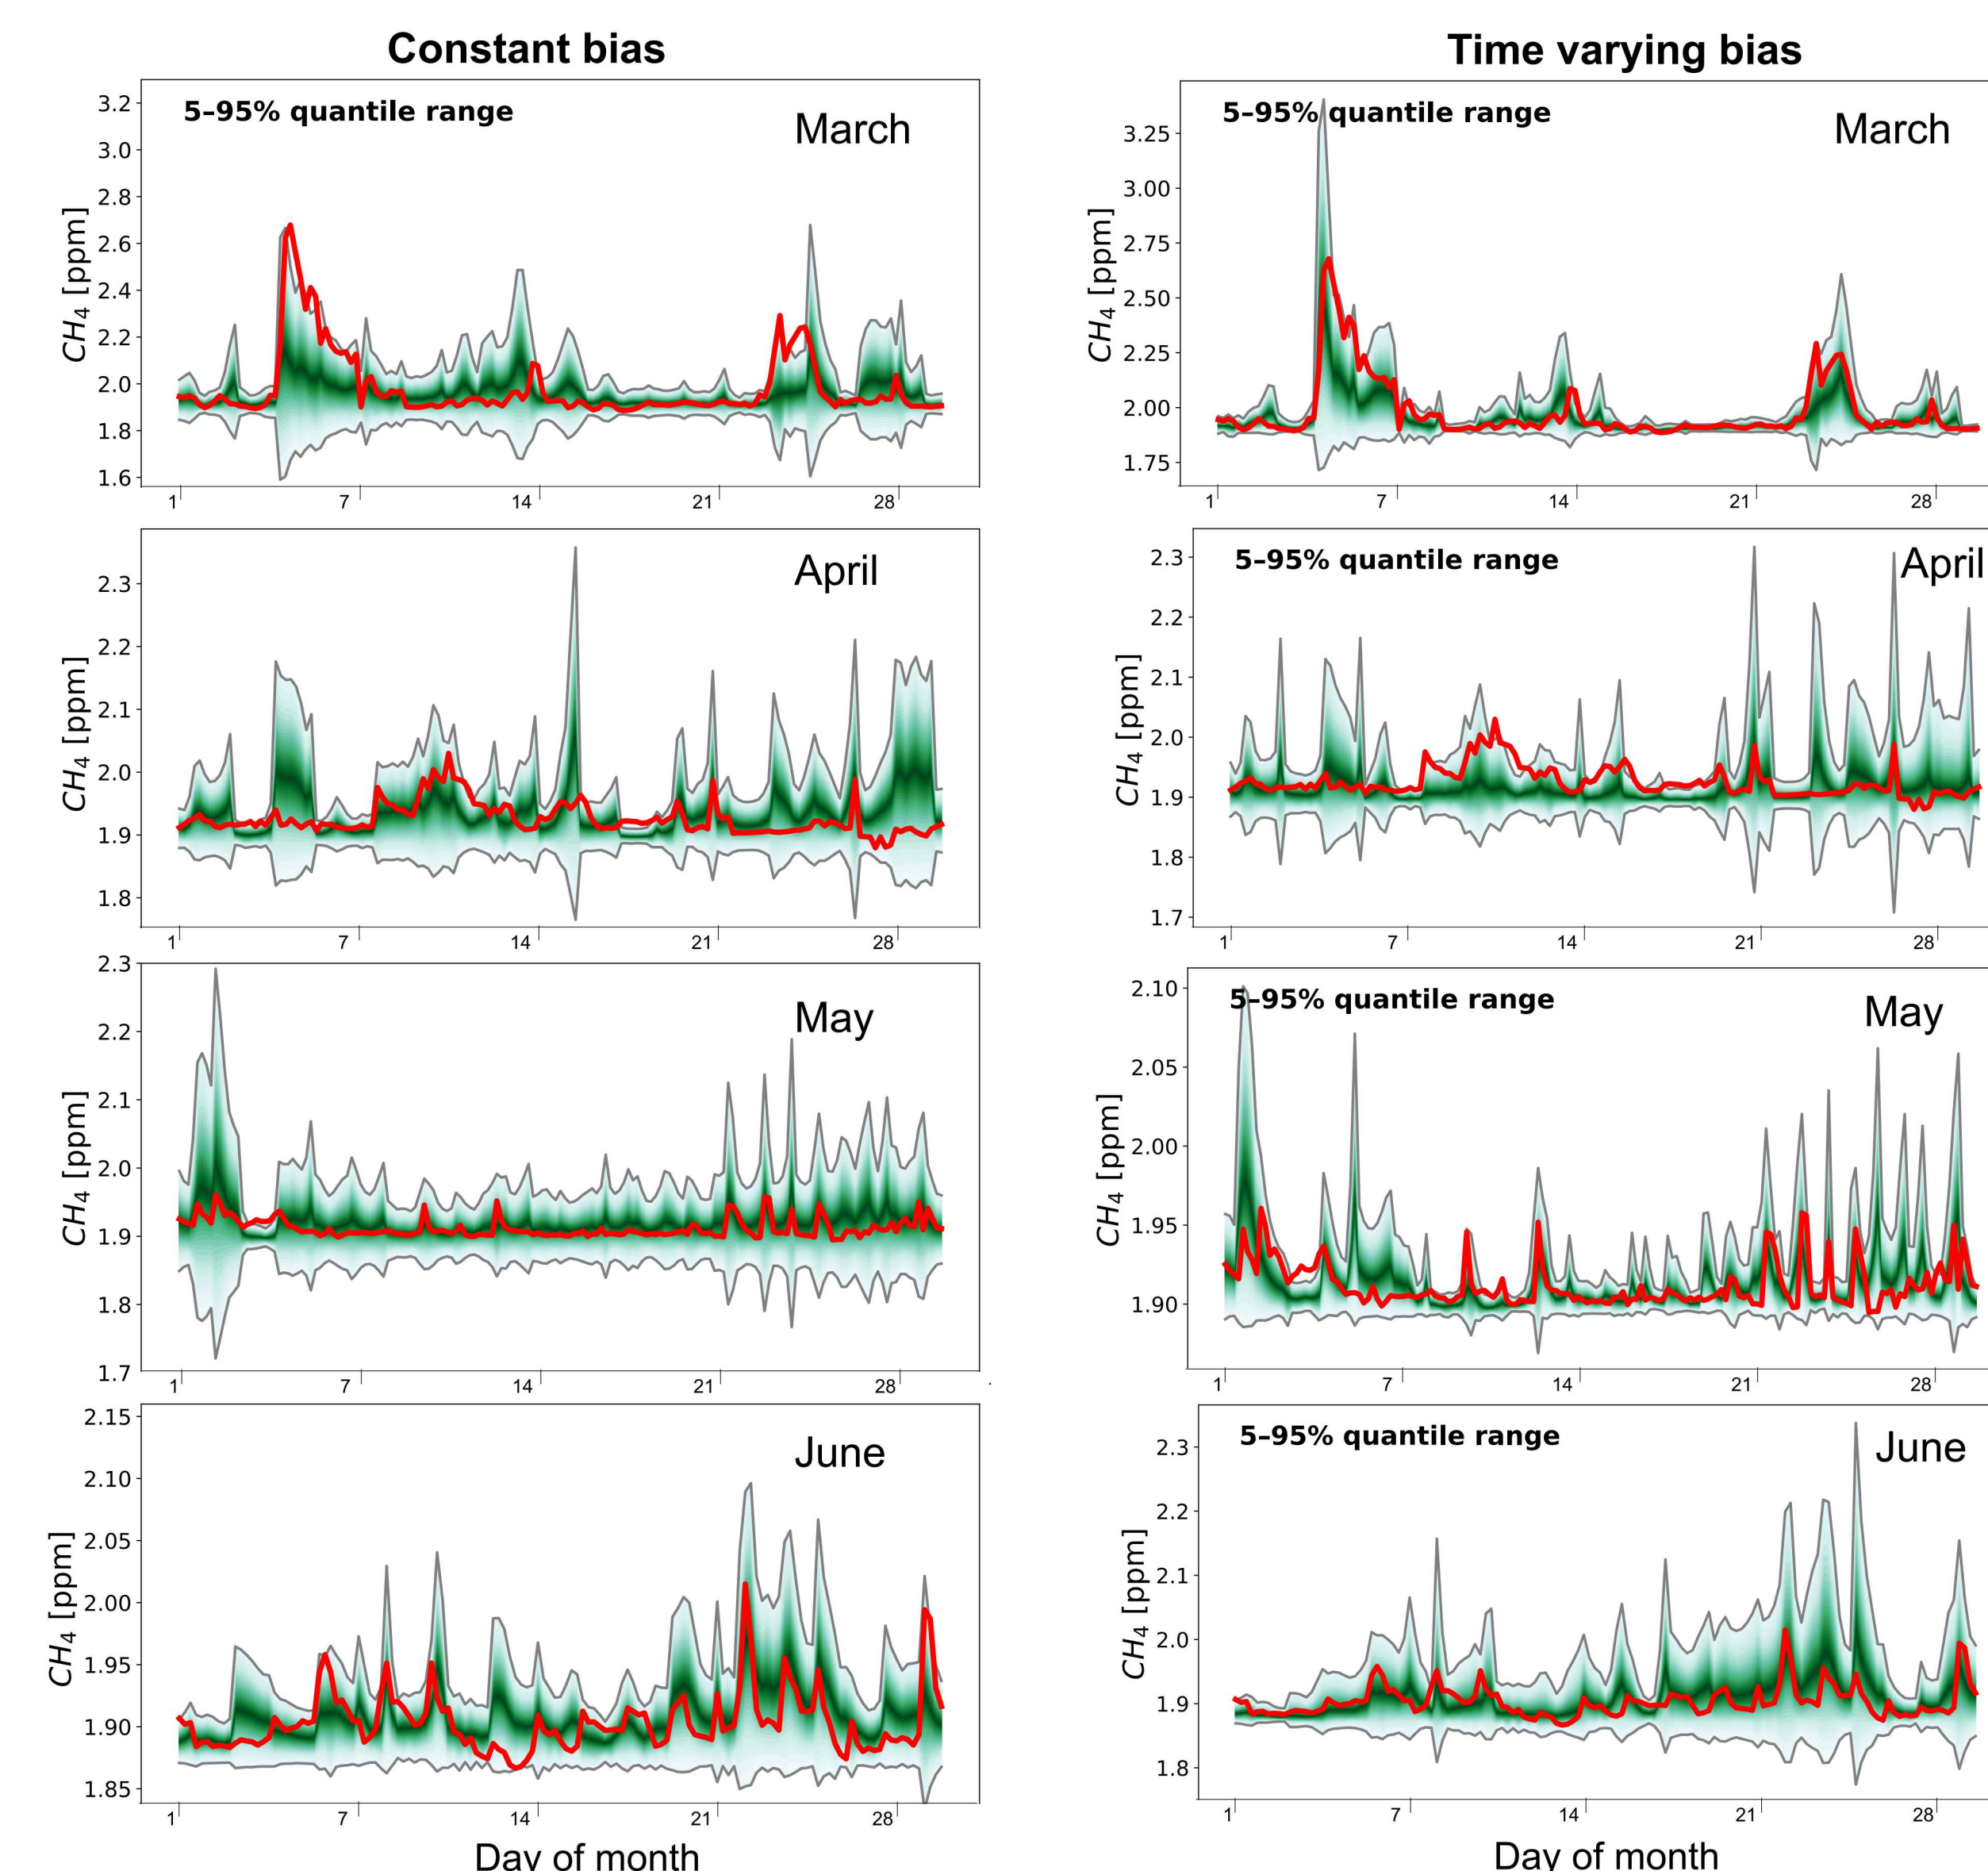 Constant bias
Time varying bias
5–95% quantile range
March
CH4 [ppm]
3.2
3.0
2.8
2.6
2.4
2.2
2.0
1.8
1.6
1 7 14 21 28
5–95% quantile range
March
CH4 [ppm]
3.25
3.00
2.75
2.50
2.25
2.00
1.75
1 7 14 21 28
April
CH4 [ppm]
2.3
2.2
2.1
2.0
1.9
1.8
1 7 14 21 28
5–95% quantile range
April
CH4 [ppm]
2.3
2.2
2.1
2.0
1.9
1.8
1.7
1 7 14 21 28
May
CH4 [ppm]
2.3
2.2
2.1
2.0
1.9
1.8
1.7
1 7 14 21 28
5–95% quantile range
May
CH4 [ppm]
2.10
2.05
2.00
1.95
1.90
1 7 14 21 28
June
CH4 [ppm]
2.15
2.10
2.05
2.00
1.95
1.90
1.85
1 7 14 21 28
Day of month
5–95% quantile range
June
CH4 [ppm]
2.3
2.2
2.1
2.0
1.9
1.8
1 7 14 21 28
Day of month